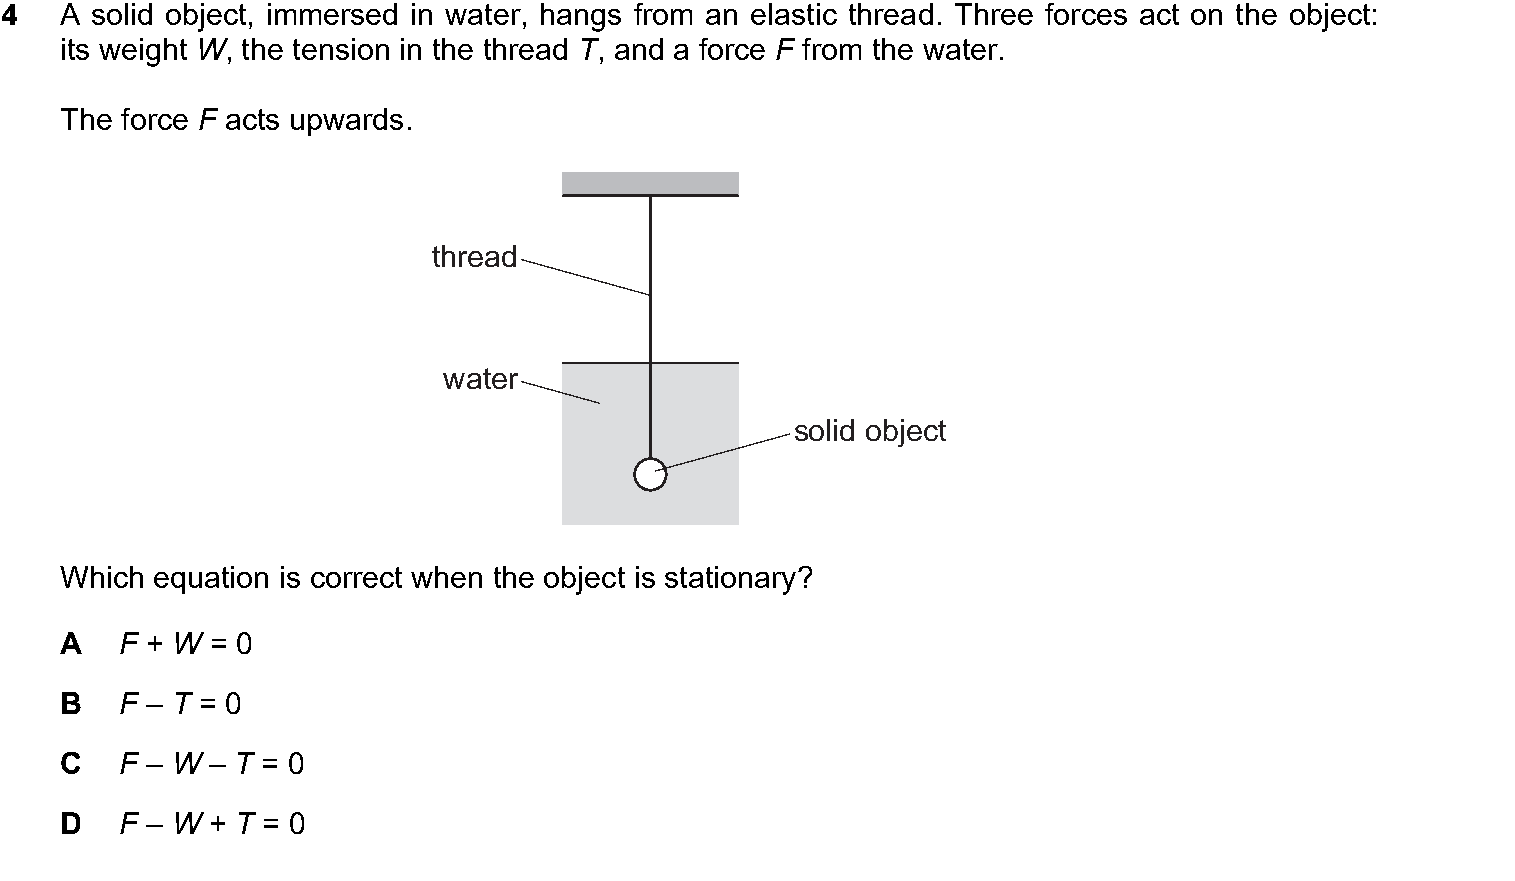 4 A solid object, immersed in water, hangs from an elastic thread. Three forces act on the object:
its weight W, the tension in the thread T, and a force F from the water.
The force F acts upwards.
thread
water
solid object
Which equation is correct when the object is stationary?
A F + W = 0
B F – T = 0
C F – W – T = 0
D F – W + T = 0